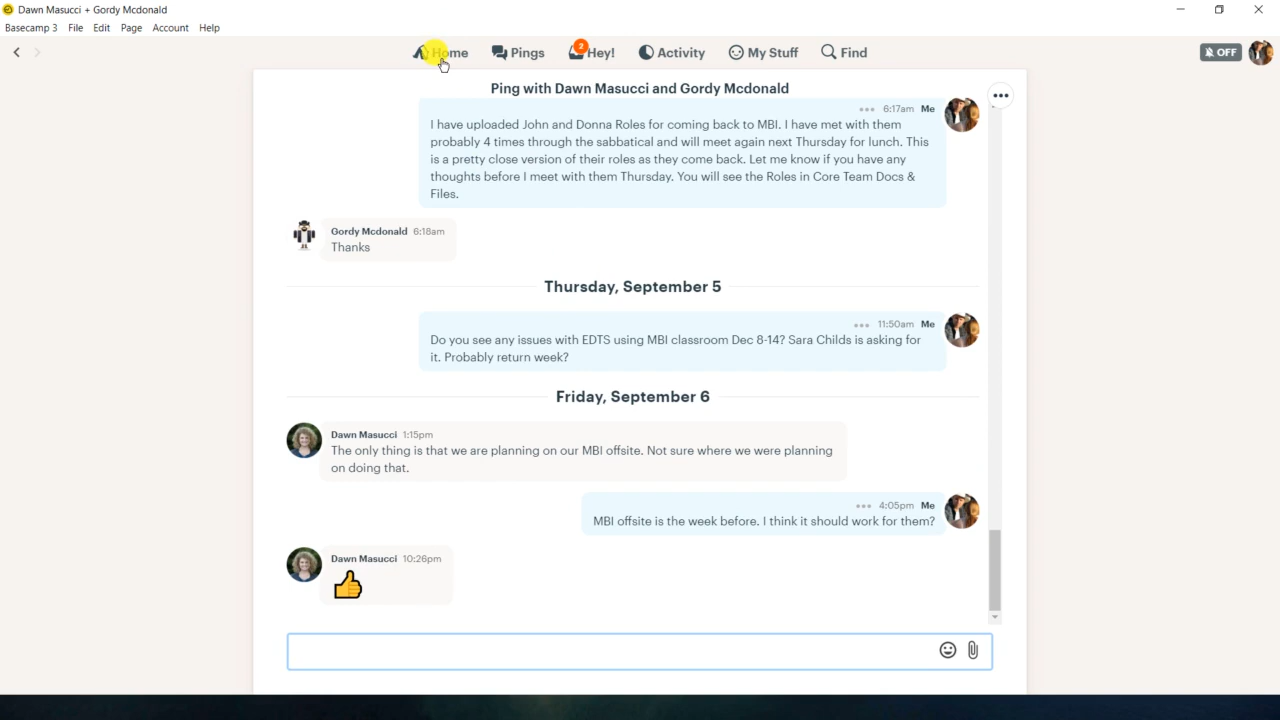 Dawn Masucci + Gordy Mcdonald
Basecamp 3 File Edit Page Account Help
Home Pings 2 Hey! Activity My Stuff Find OFF
Ping with Dawn Masucci and Gordy Mcdonald
6:17am Me
I have uploaded John and Donna Roles for coming back to MBI. I have met with them
probably 4 times through the sabbatical and will meet again next Thursday for lunch. This
is a pretty close version of their roles as they come back. Let me know if you have any
thoughts before I meet with them Thursday. You will see the Roles in Core Team Docs &
Files.
Gordy Mcdonald 6:18am
Thanks
Thursday, September 5
11:50am Me
Do you see any issues with EDTS using MBI classroom Dec 8-14? Sara Childs is asking for
it. Probably return week?
Friday, September 6
Dawn Masucci 1:15pm
The only thing is that we are planning on our MBI offsite. Not sure where we were planning
on doing that.
4:05pm Me
MBI offsite is the week before. I think it should work for them?
Dawn Masucci 10:26pm